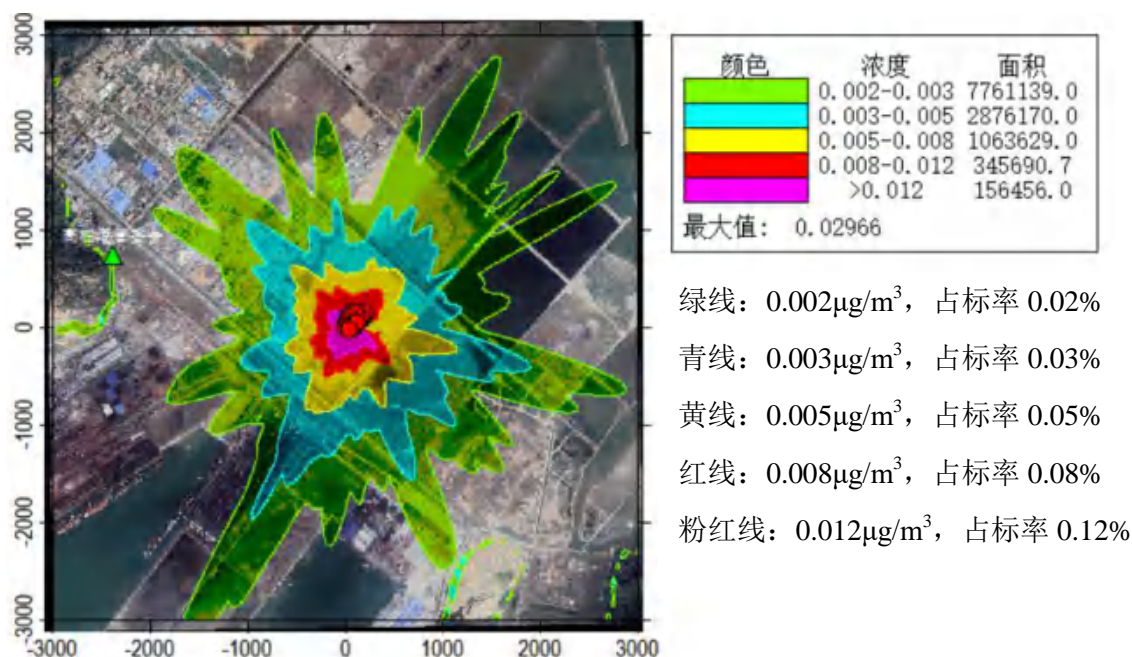 3000
2000
1000
0
-1000
-2000
-3000
-3000 -2000 -1000 0 1000 2000 3000
颜色 浓度 面积
0.002-0.003 7761139.0
0.003-0.005 2876170.0
0.005-0.008 1063629.0
0.008-0.012 345690.7
>0.012 156456.0
最大值: 0.02966
绿线：0.002μg/m³，占标率 0.02%
青线：0.003μg/m³，占标率 0.03%
黄线：0.005μg/m³，占标率 0.05%
红线：0.008μg/m³，占标率 0.08%
粉红线：0.012μg/m³，占标率 0.12%